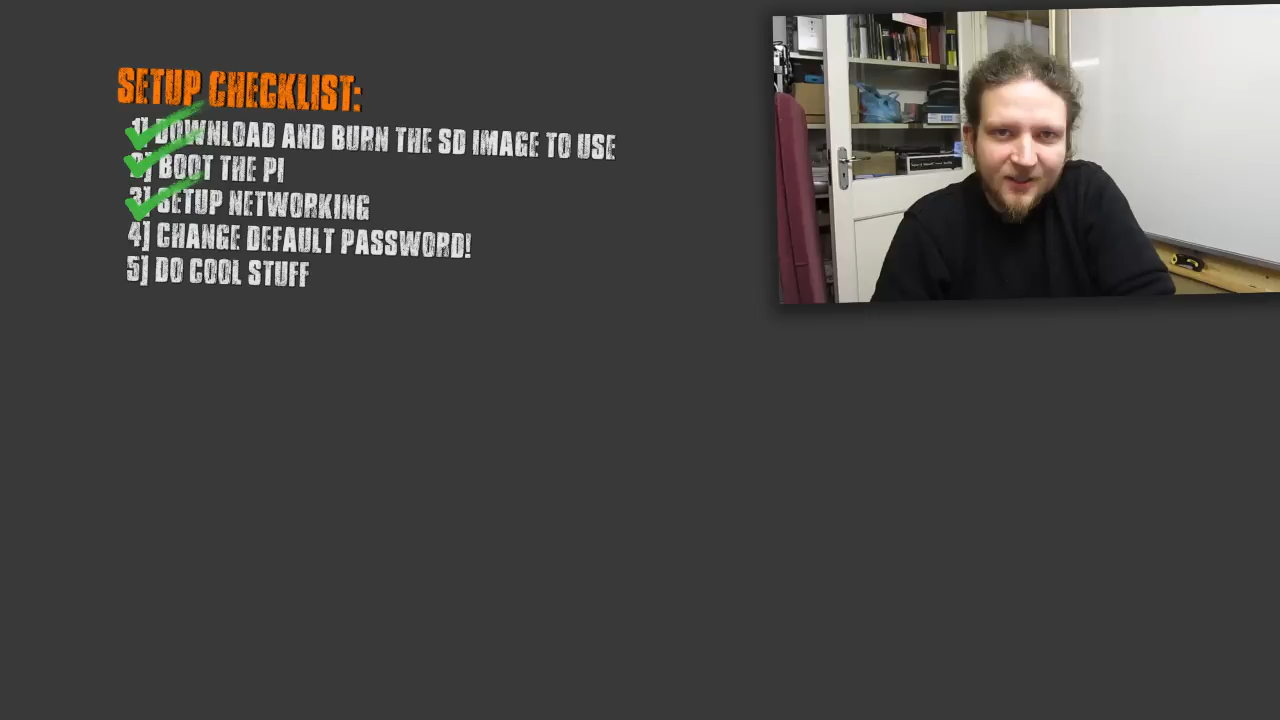 SETUP CHECKLIST:
1] DOWNLOAD AND BURN THE SD IMAGE TO USE
2] BOOT THE PI
3] SETUP NETWORKING
4] CHANGE DEFAULT PASSWORD!
5] DO COOL STUFF